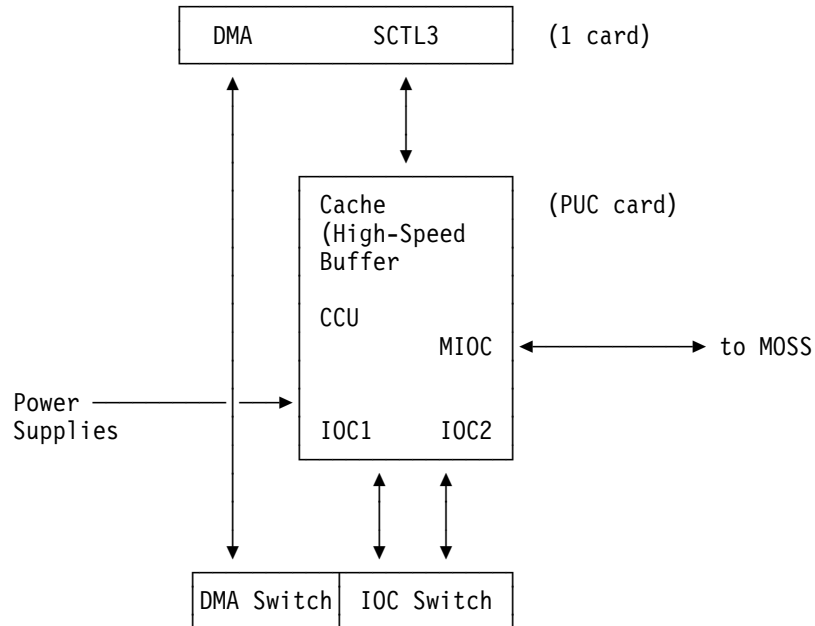 DMA SCTL3 (1 card)
Cache (PUC card)
(High-Speed
Buffer
CCU
MIOC to MOSS
Power
Supplies
IOC1 IOC2
DMA Switch IOC Switch